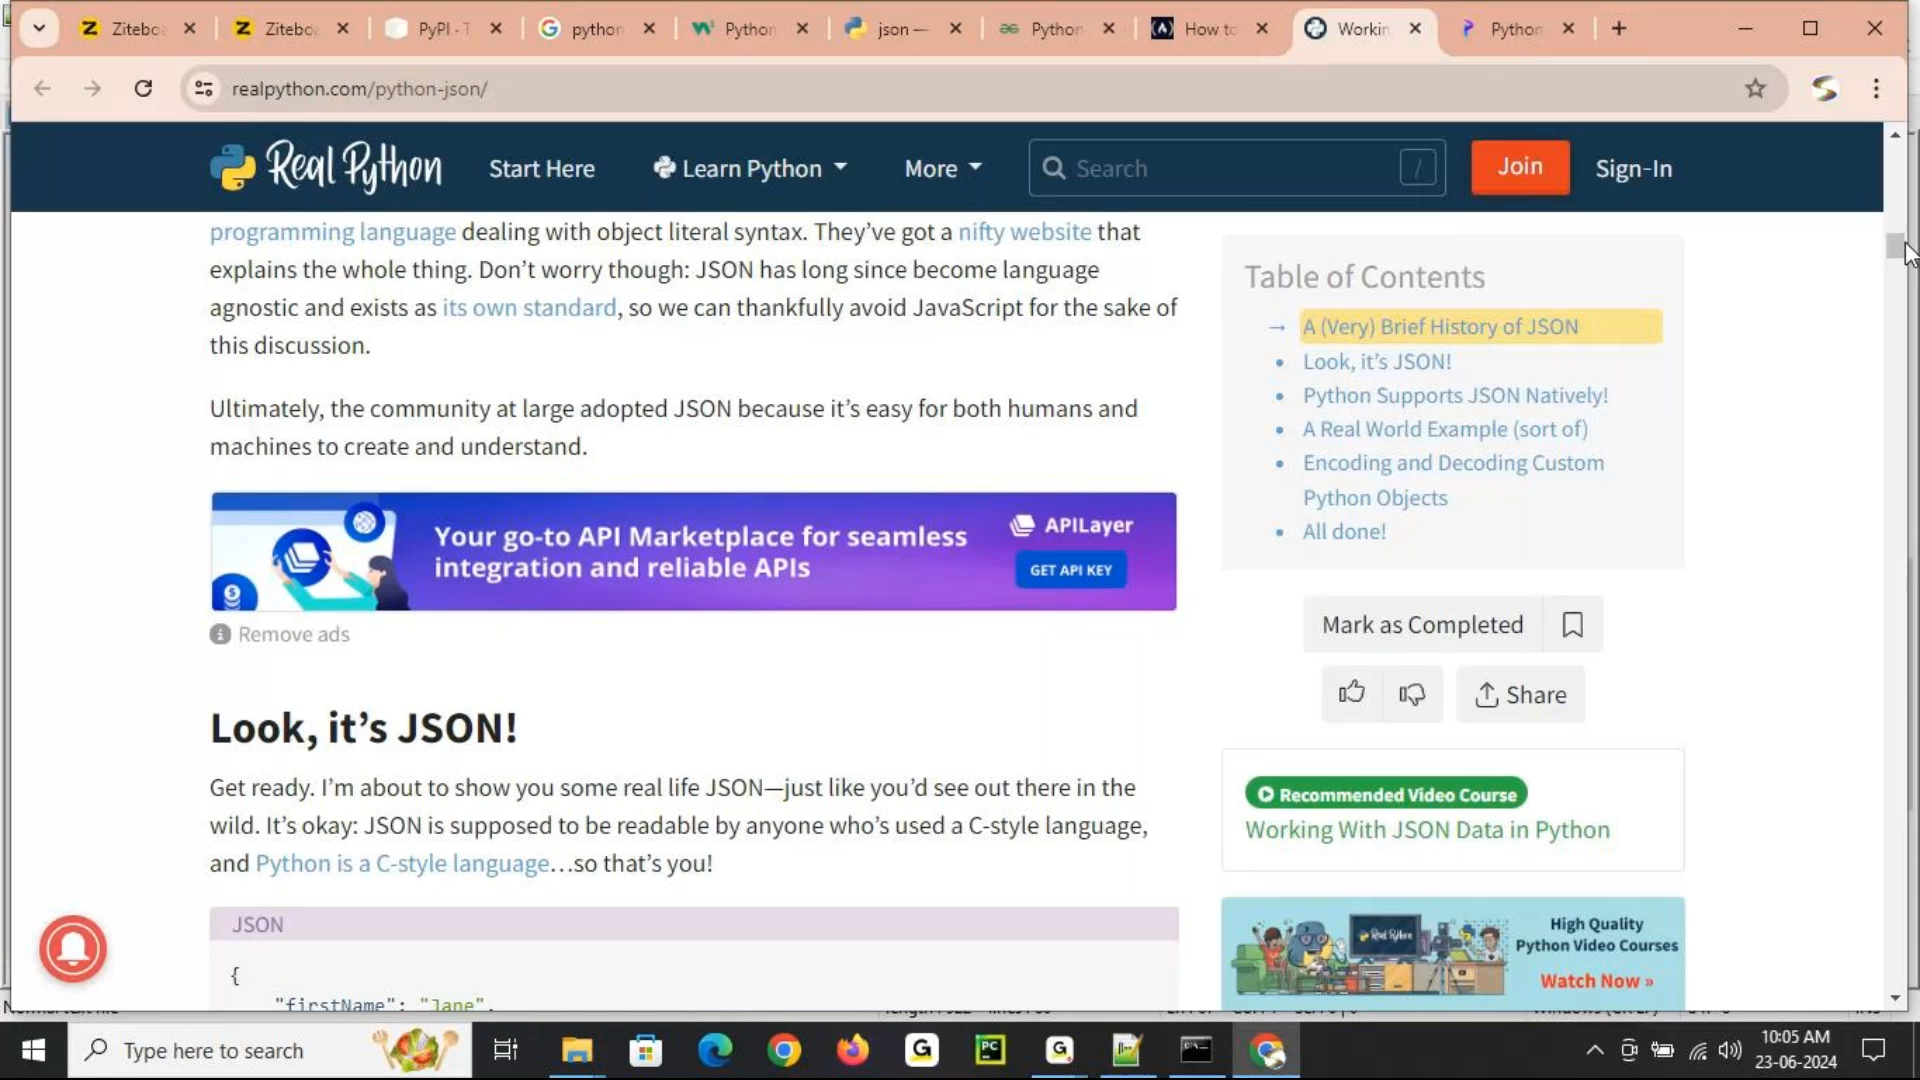 Zitebo
Zitebo
PyPI - T
python
Python
json —
Python
How to
Workin
Python
realpython.com/python-json/
Real Python
Start Here
Learn Python
More
Search
/
Join
Sign-In
programming language dealing with object literal syntax. They’ve got a nifty website that
explains the whole thing. Don’t worry though: JSON has long since become language
agnostic and exists as its own standard, so we can thankfully avoid JavaScript for the sake of
this discussion.
Ultimately, the community at large adopted JSON because it’s easy for both humans and
machines to create and understand.
Your go-to API Marketplace for seamless
integration and reliable APIs
APILayer
GET API KEY
Remove ads
Look, it’s JSON!
Get ready. I’m about to show you some real life JSON—just like you’d see out there in the
wild. It’s okay: JSON is supposed to be readable by anyone who’s used a C-style language,
and Python is a C-style language…so that’s you!
JSON
{
"firstName": "Jane",
Table of Contents
→ A (Very) Brief History of JSON
• Look, it’s JSON!
• Python Supports JSON Natively!
• A Real World Example (sort of)
• Encoding and Decoding Custom
Python Objects
• All done!
Mark as Completed
Share
Recommended Video Course
Working With JSON Data in Python
Real Python
High Quality
Python Video Courses
Watch Now »
Type here to search
10:05 AM
23-06-2024